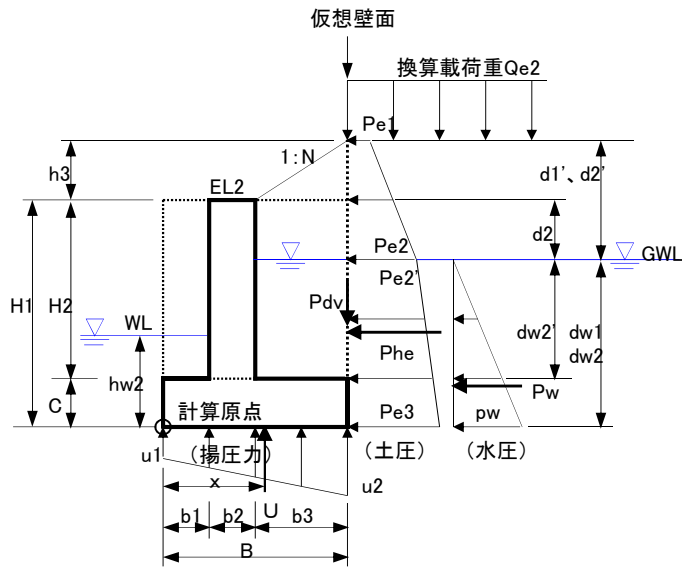 仮想壁面
換算載荷重Qe2
Pe1
1:N
h3
d1'、d2'
EL2
d2
Pe2
GWL
Pe2'
H1
H2
Pdv
WL
dw2'
dw1
dw2
Phe
hw2
Pw
C
計算原点
Pe3
pw
u1
(揚圧力)
(土圧)
(水圧)
x
u2
U
b1
b2
b3
B